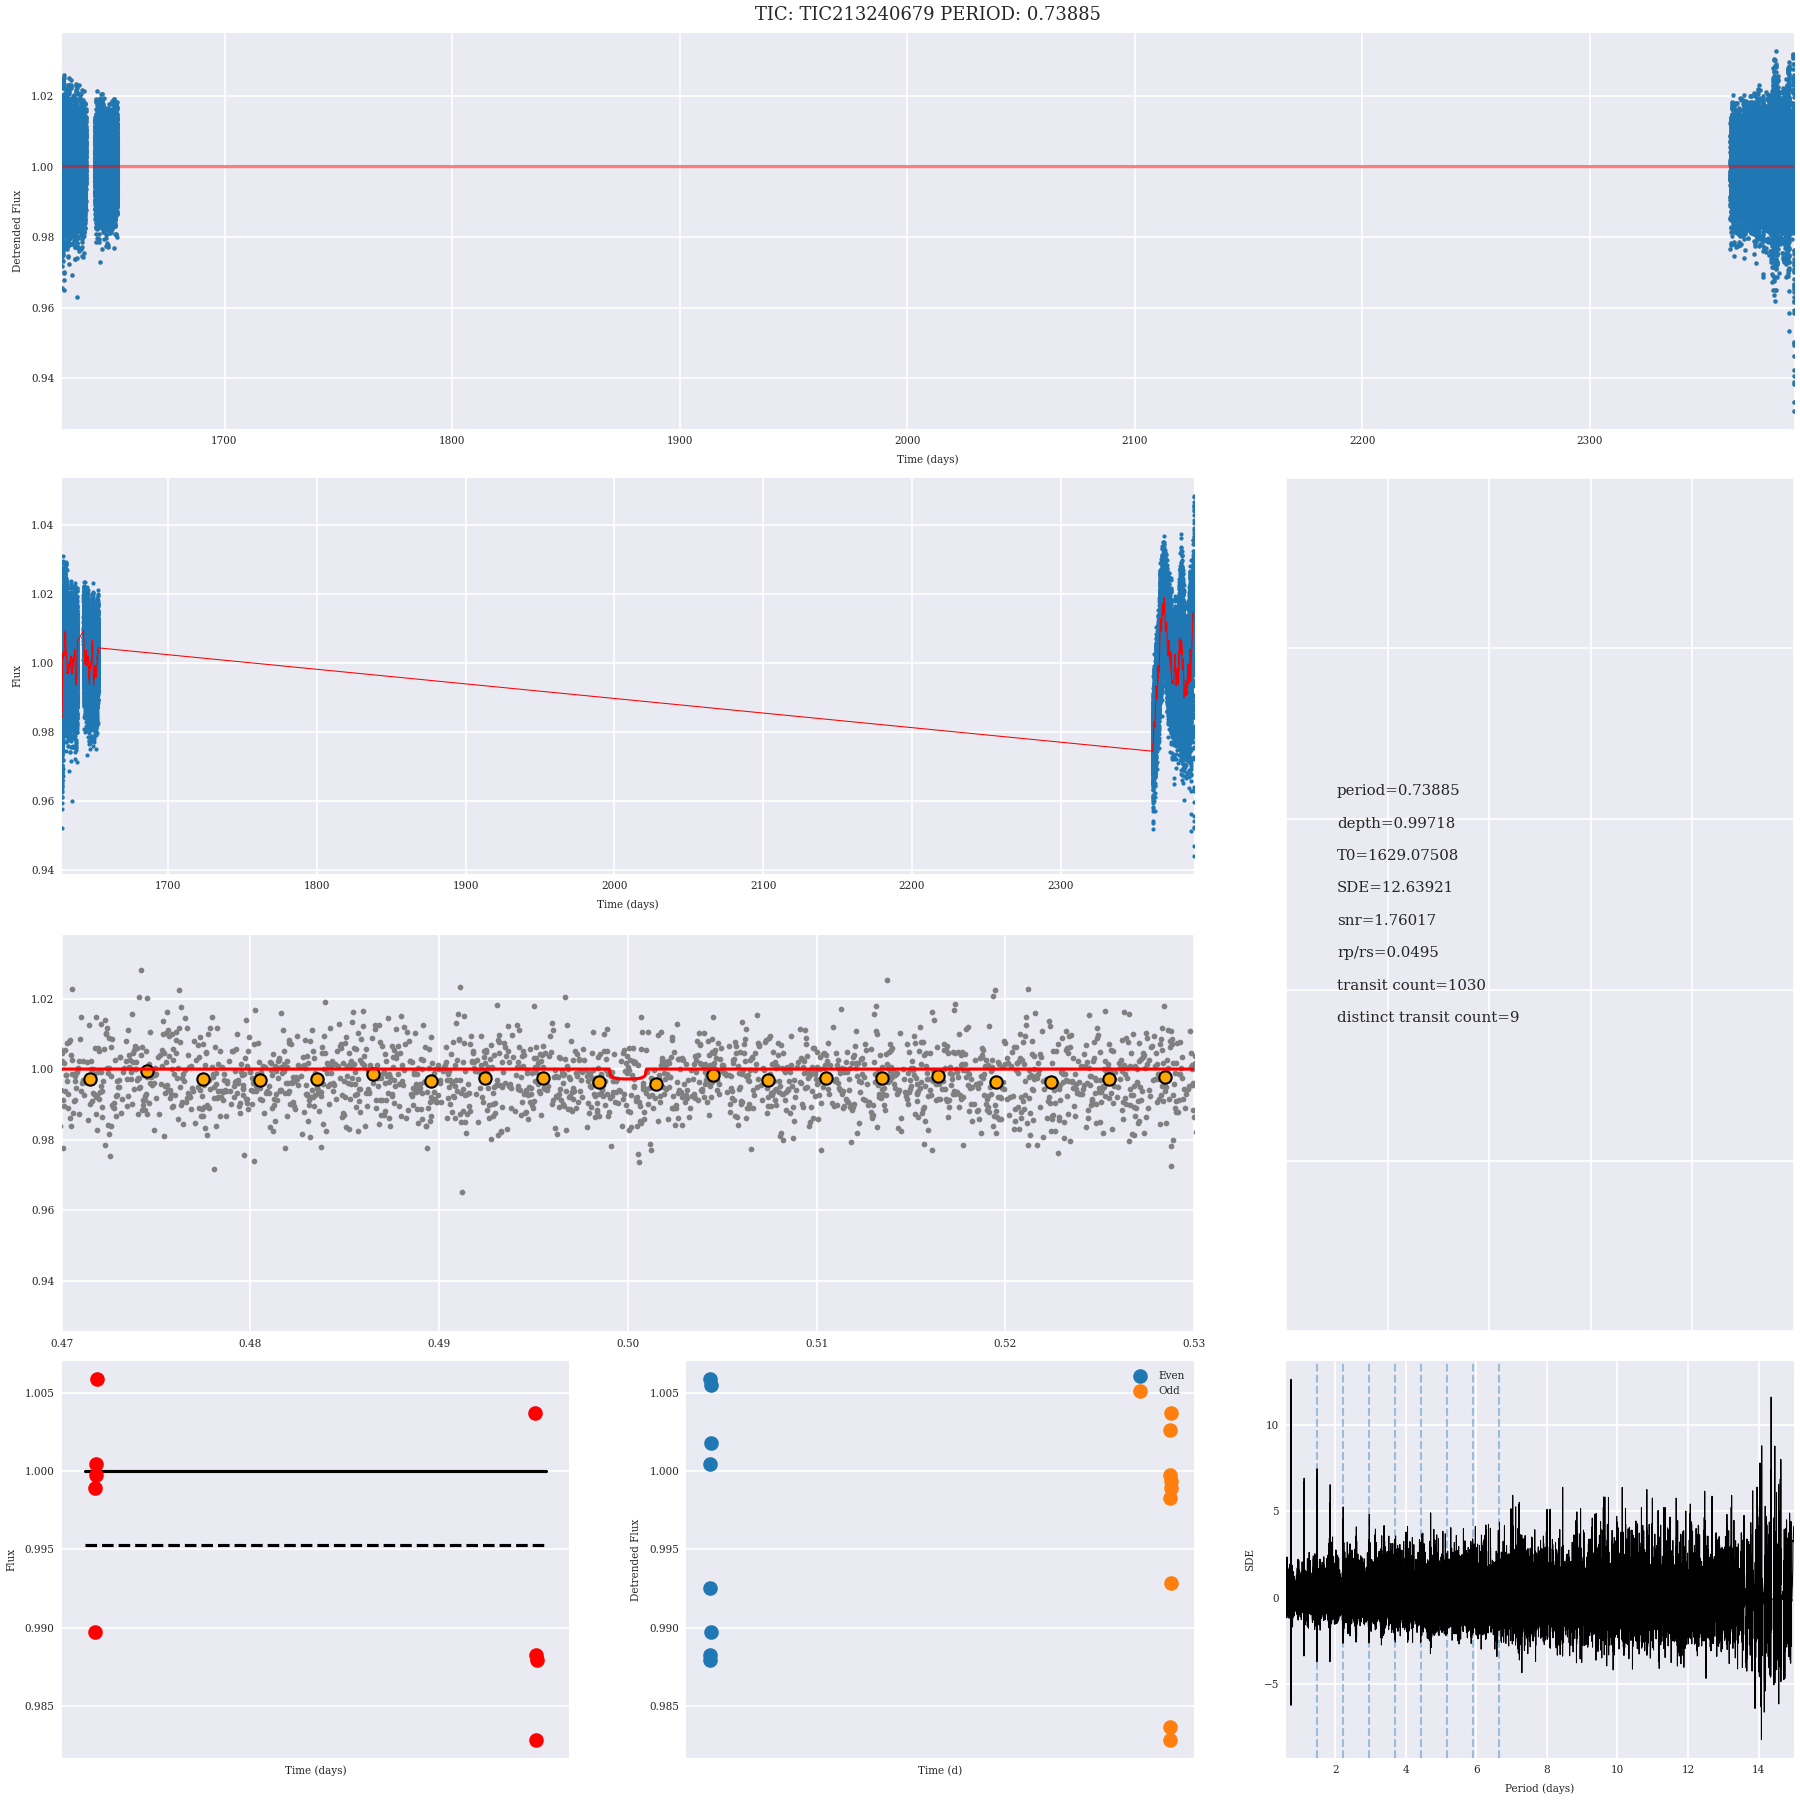 TIC: TIC213240679 PERIOD: 0.73885
1.02
1.00
0.98
0.96
0.94
Detrended Flux
1700 1800 1900 2000 2100 2200 2300
Time (days)
1.04
1.02
1.00
0.98
0.96
0.94
Flux
1700 1800 1900 2000 2100 2200 2300
Time (days)
period=0.73885
depth=0.99718
T0=1629.07508
SDE=12.63921
snr=1.76017
rp/rs=0.0495
transit count=1030
distinct transit count=9
1.02
1.00
0.98
0.96
0.94
0.47 0.48 0.49 0.50 0.51 0.52 0.53
1.005
1.000
0.995
0.990
0.985
Flux
Time (days)
1.005
1.000
0.995
0.990
0.985
Detrended Flux
Even
Odd
Time (d)
10
5
0
−5
SDE
2 4 6 8 10 12 14
Period (days)